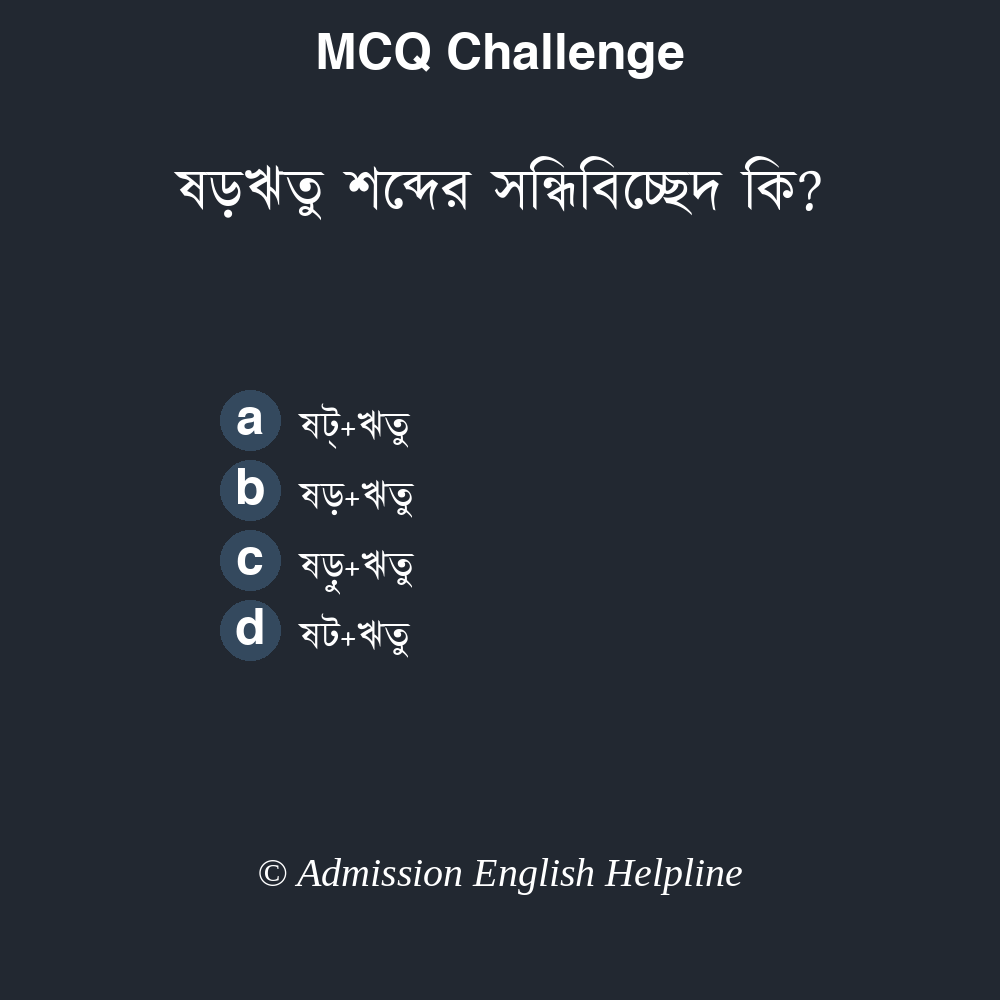 MCQ Challenge
ষড়ঋতু শব্দের সন্ধিবিচ্ছেদ কি?
a ষট্+ঋতু
b ষড়+ঋতু
c ষড়ু+ঋতু
d ষট+ঋতু
© Admission English Helpline